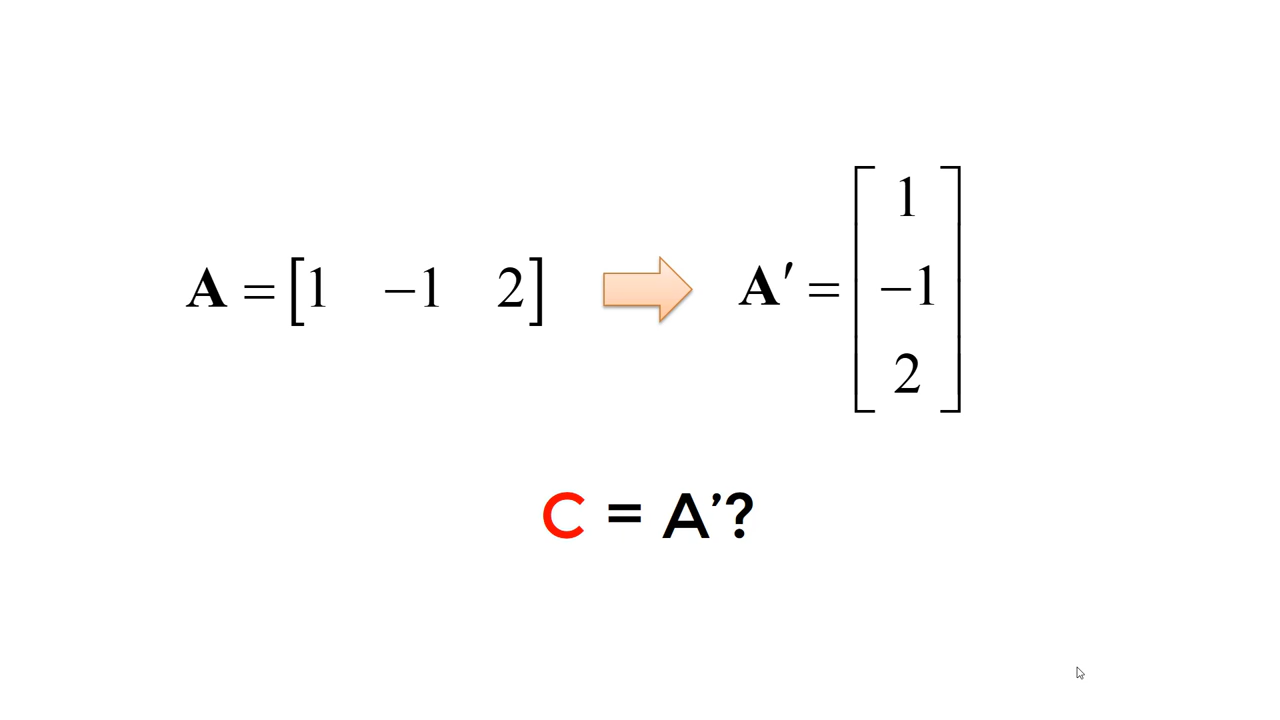 A = [1 −1 2] A′ = [1
−1
2]
C = A’?